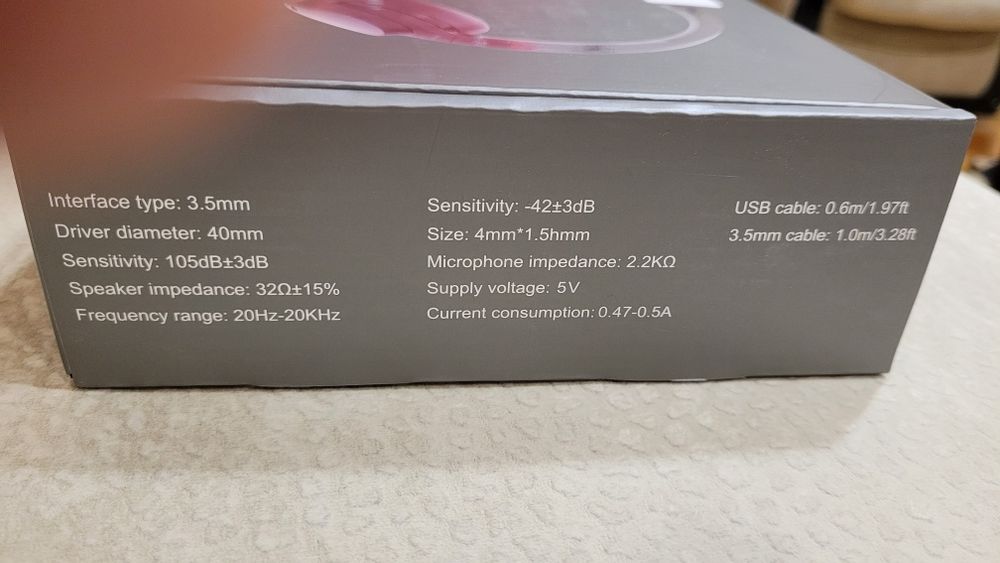 Interface type: 3.5mm
Driver diameter: 40mm
Sensitivity: 105dB±3dB
Speaker impedance: 32Ω±15%
Frequency range: 20Hz-20KHz
Sensitivity: -42±3dB
Size: 4mm*1.5hmm
Microphone impedance: 2.2KΩ
Supply voltage: 5V
Current consumption: 0.47-0.5A
USB cable: 0.6m/1.97ft
3.5mm cable: 1.0m/3.28ft